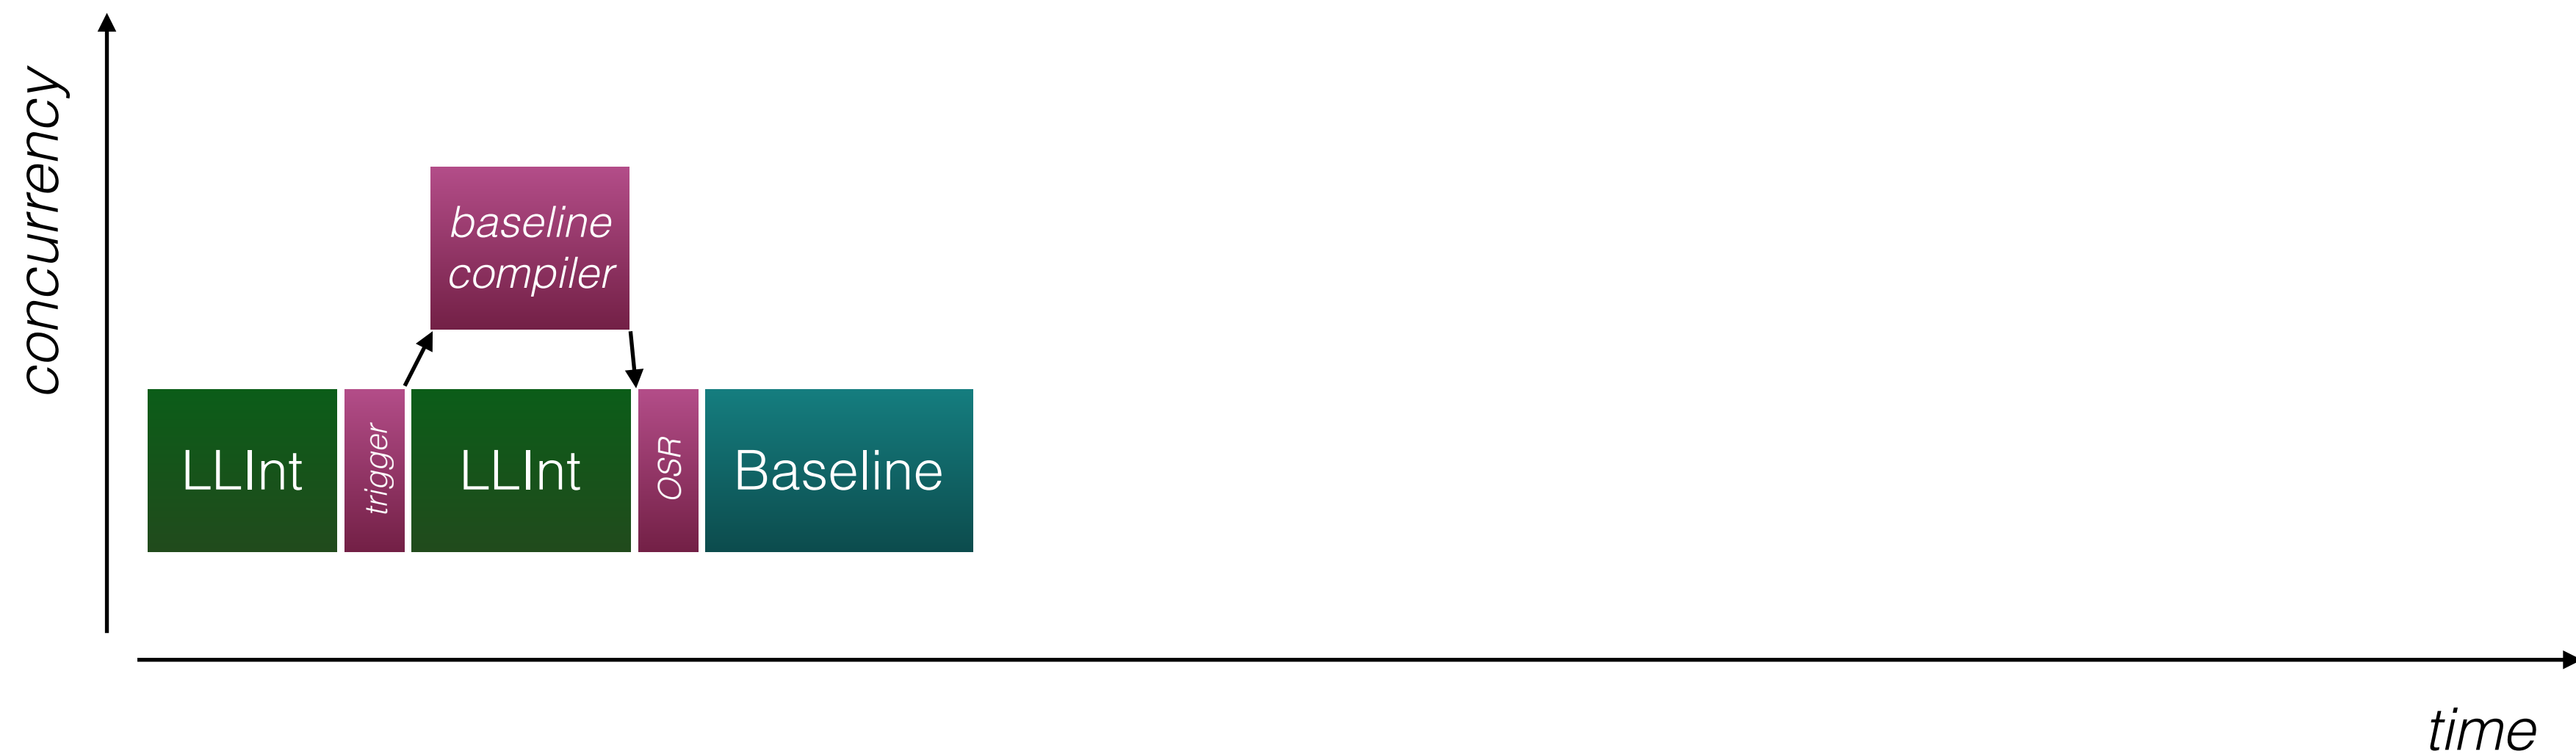 concurrency
baseline
compiler
LLInt
trigger
LLInt
OSR
Baseline
time